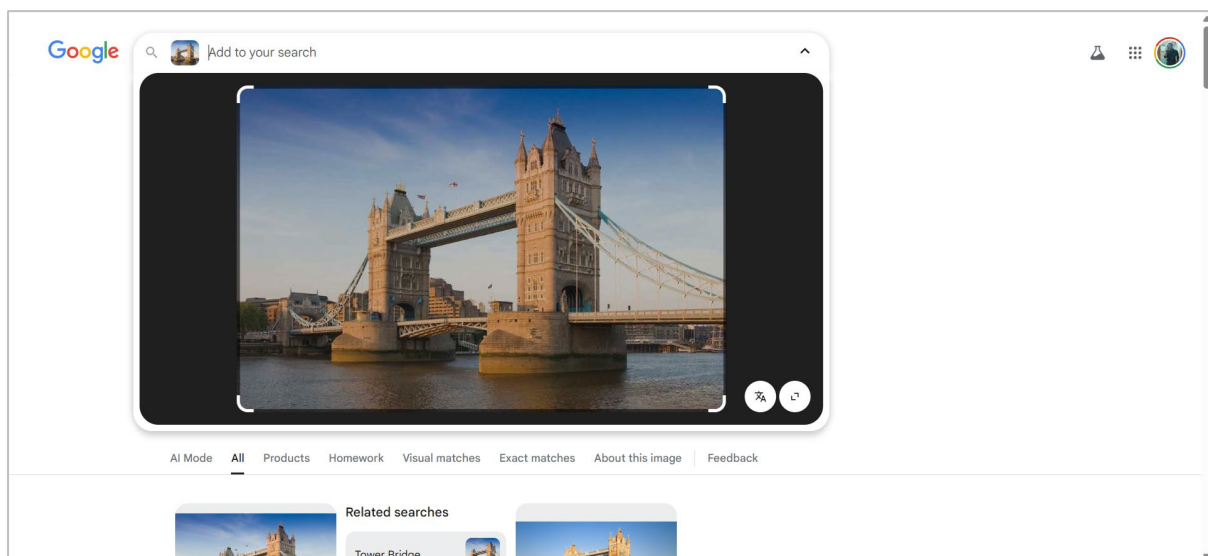 Google
Add to your search
AI Mode All Products Homework Visual matches Exact matches About this image Feedback
Related searches
Tower Bridge